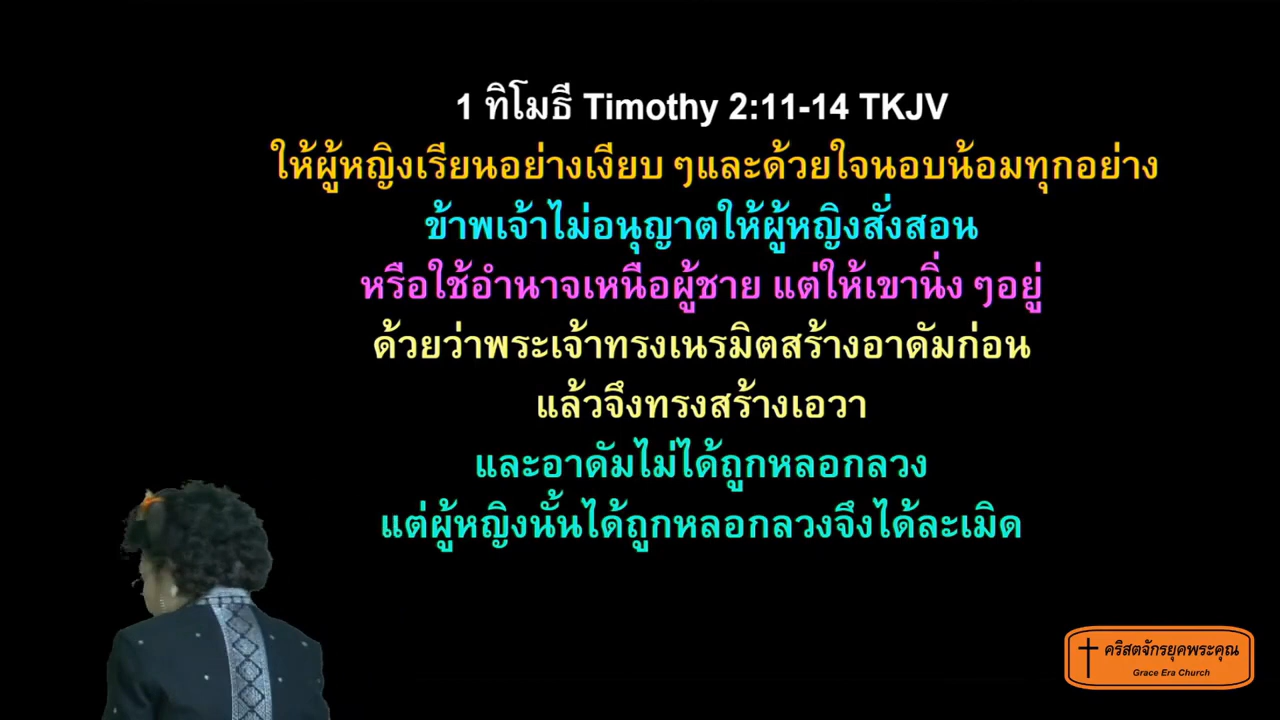 1 ทิโมธี Timothy 2:11-14 TKJV
ให้ผู้หญิงเรียนอย่างเงียบ ๆและด้วยใจนอบน้อมทุกอย่าง
ข้าพเจ้าไม่อนุญาตให้ผู้หญิงสั่งสอน
หรือใช้อำนาจเหนือผู้ชาย แต่ให้เขานิ่ง ๆอยู่
ด้วยว่าพระเจ้าทรงเนรมิตสร้างอาดัมก่อน
แล้วจึงทรงสร้างเอวา
และอาดัมไม่ได้ถูกหลอกลวง
แต่ผู้หญิงนั้นได้ถูกหลอกลวงจึงได้ละเมิด
คริสตจักรยุคพระคุณ
Grace Era Church